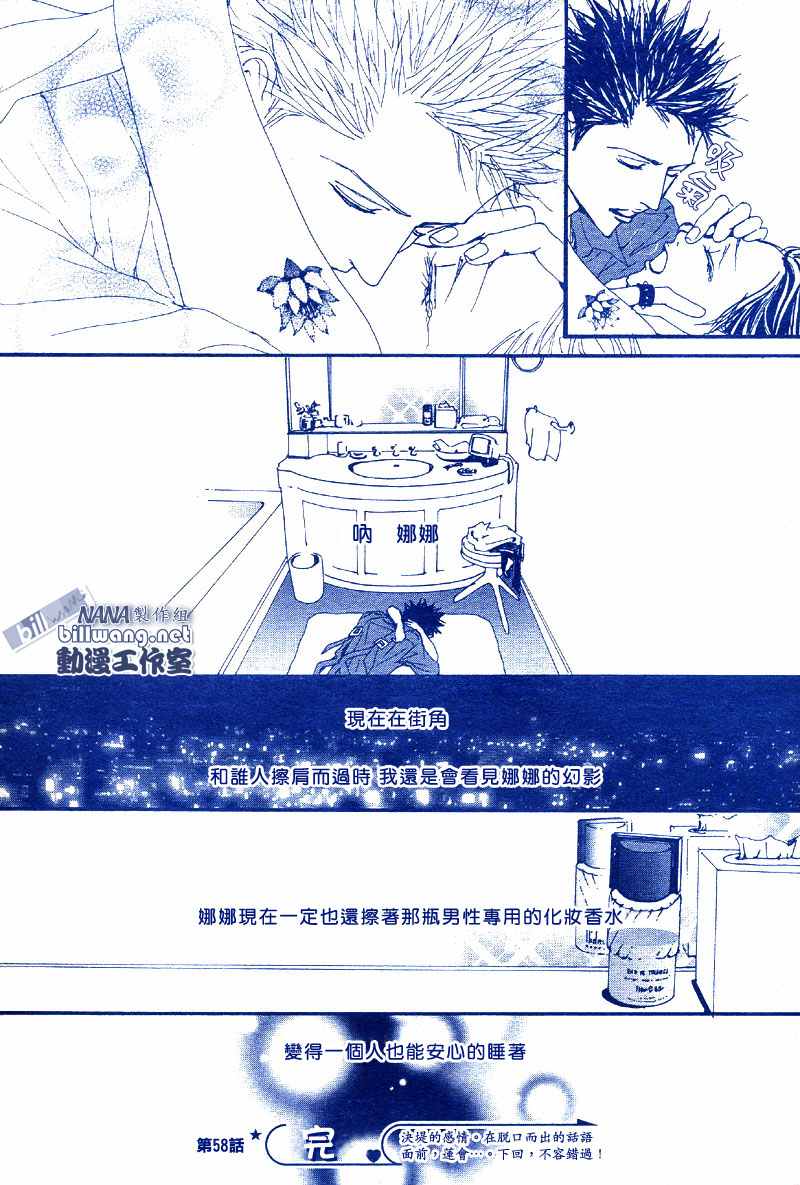 吸
氣
吶 娜娜
billwang
NANA製作組
billwang.net
動漫工作室
現在在街角
和誰人擦肩而過時 我還是會看見娜娜的幻影
娜娜現在一定也還擦著那瓶男性專用的化妝香水
變得一個人也能安心的睡著
第58話
完
決堤的感情。在脫口而出的話語
面前，蓮會…。下回，不容錯過！